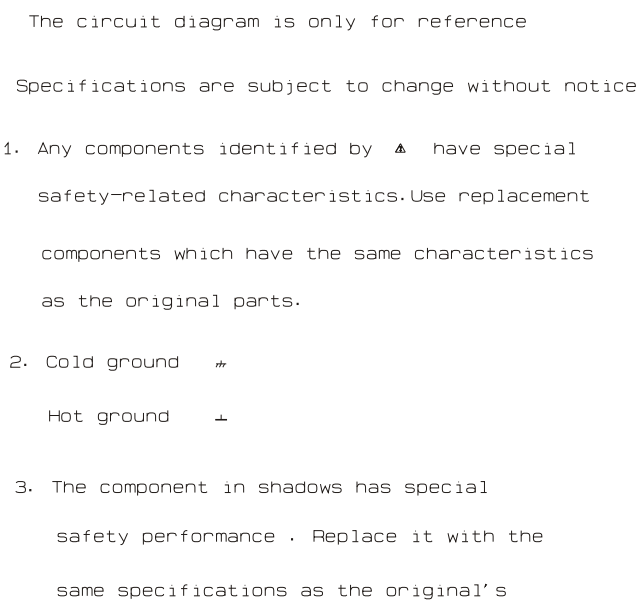 The circuit diagram is only for reference
Specifications are subject to change without notice
1. Any components identified by ⚠ have special
safety-related characteristics.Use replacement
components which have the same characteristics
as the original parts.
2. Cold ground
Hot ground
3. The component in shadows has special
safety performance . Replace it with the
same specifications as the original's